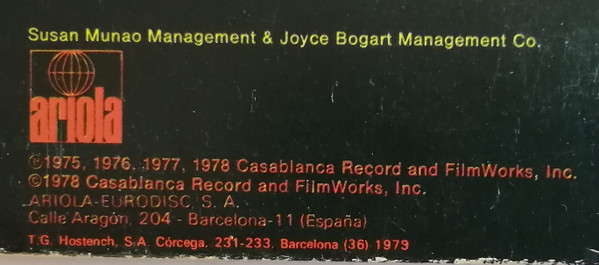 Susan Munao Management & Joyce Bogart Management Co.
ariola
℗1975, 1976, 1977, 1978 Casablanca Record and FilmWorks, Inc.
©1978 Casablanca Record and FilmWorks, Inc.
ARIOLA-EURODISC, S. A.
Calle Aragón, 204 - Barcelona-11 (España)
T.G. Hostench, S.A. Córcega, 231-233. Barcelona (36) 1979